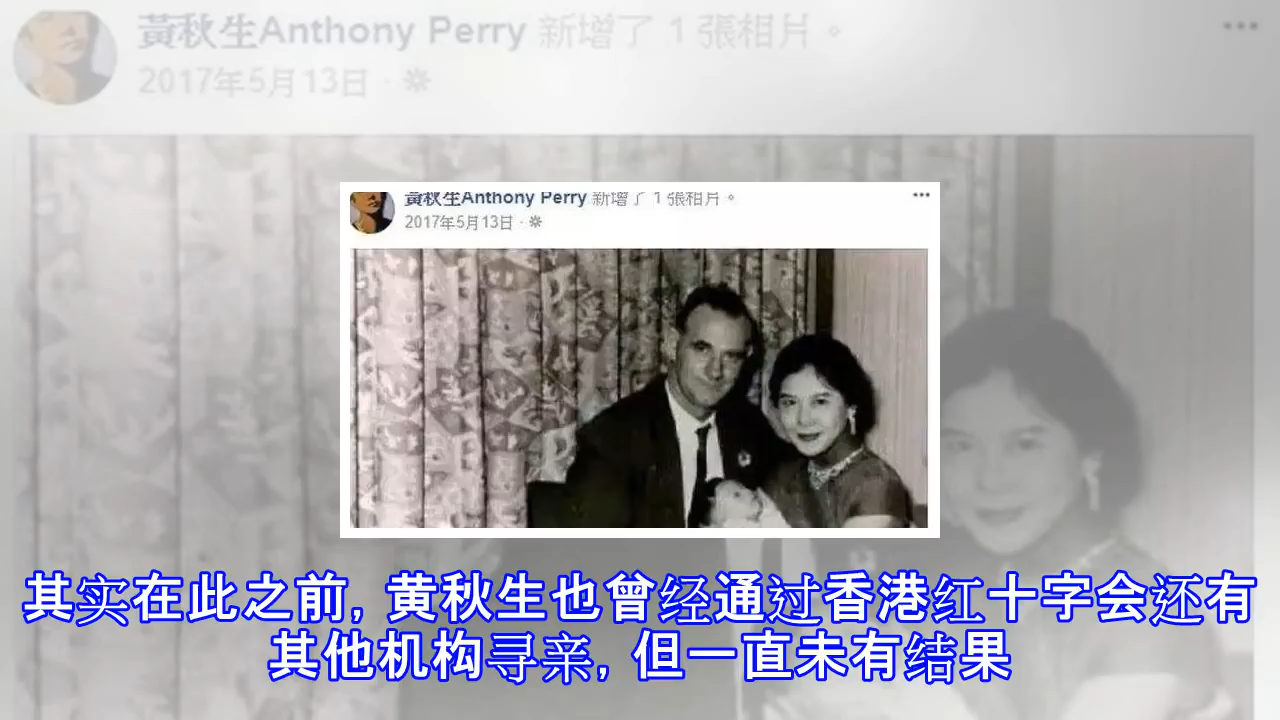 黃秋生Anthony Perry 新增了 1 張相片。
2017年5月13日 ·
黃秋生Anthony Perry 新增了 1 張相片。
2017年5月13日 ·
其实在此之前, 黄秋生也曾经通过香港红十字会还有
其他机构寻亲, 但一直未有结果